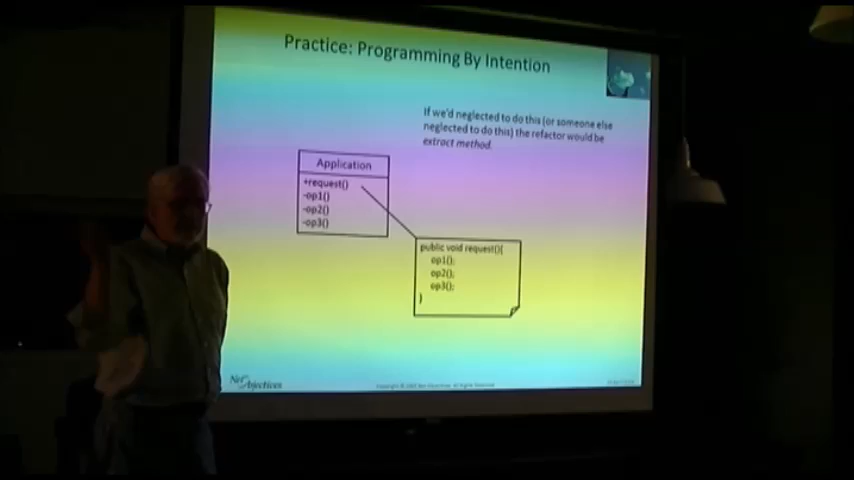 Practice: Programming By Intention
If we'd neglected to do this (or someone else
neglected to do this) the refactor would be
extract method.
Application
+request()
-op1()
-op2()
-op3()
public void request(){
op1();
op2();
op3();
}
Net Objectives